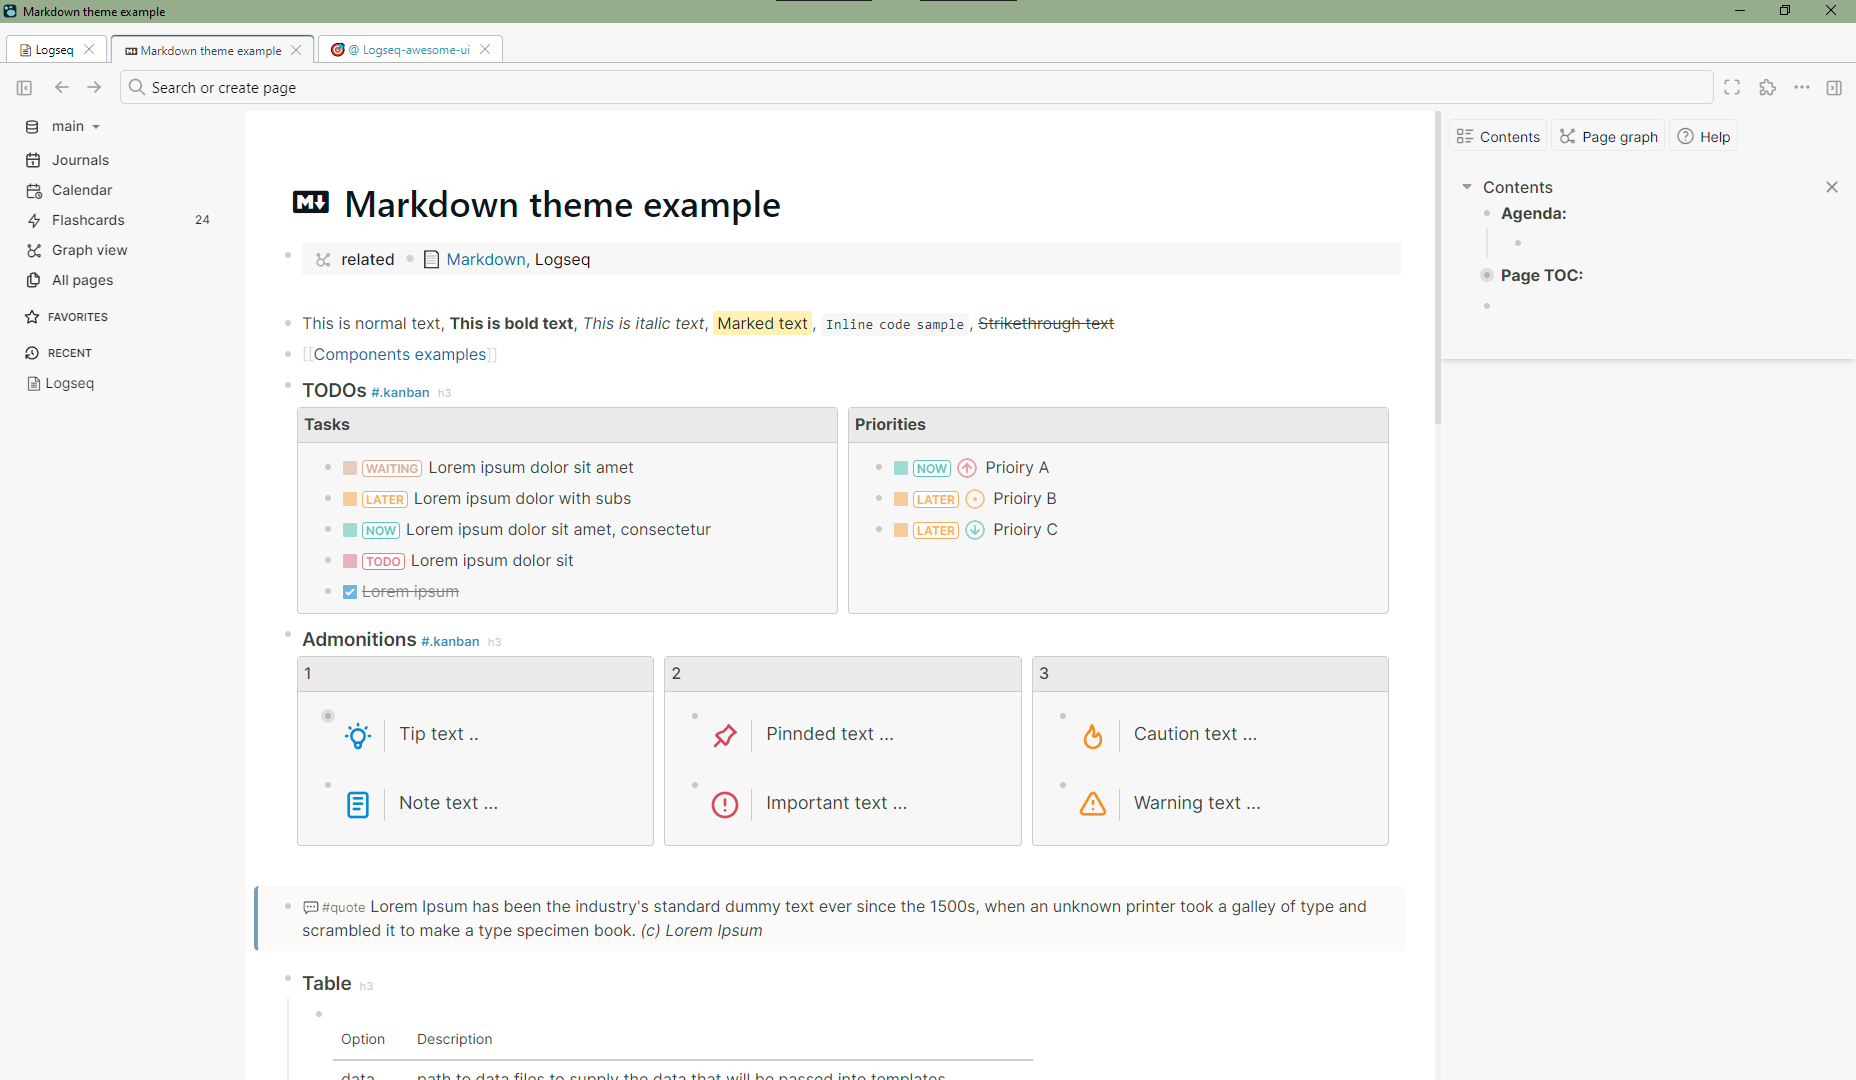 Markdown theme example
Logseq
Markdown theme example
@ Logseq-awesome-ui
Search or create page
main
Journals
Calendar
Flashcards 24
Graph view
All pages
FAVORITES
RECENT
Logseq
Markdown theme example
related Markdown, Logseq
This is normal text, This is bold text, This is italic text, Marked text, Inline code sample, Strikethrough text
[[Components examples]]
TODOs #.kanban h3
Tasks
WAITING Lorem ipsum dolor sit amet
LATER Lorem ipsum dolor with subs
NOW Lorem ipsum dolor sit amet, consectetur
TODO Lorem ipsum dolor sit
Lorem ipsum
Priorities
NOW Prioiry A
LATER Prioiry B
LATER Prioiry C
Admonitions #.kanban h3
1
Tip text ..
Note text ...
2
Pinnded text ...
Important text ...
3
Caution text ...
Warning text ...
#quote Lorem Ipsum has been the industry's standard dummy text ever since the 1500s, when an unknown printer took a galley of type and
scrambled it to make a type specimen book. (c) Lorem Ipsum
Table h3
Option Description
data path to data files to supply the data that will be passed into templates.
Contents Page graph Help
Contents
Agenda:
Page TOC: